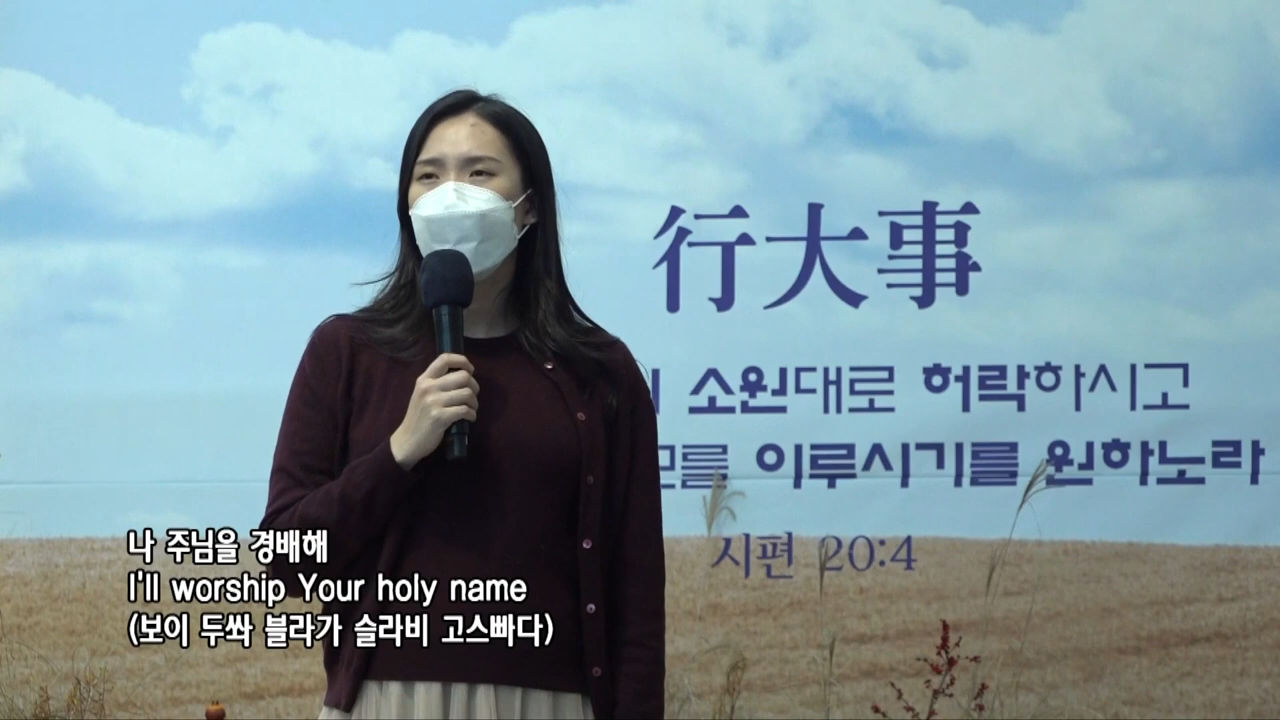 行大事
소원대로 허락하시고
이루시기를 원하노라
시편 20:4
나 주님을 경배해
I'll worship Your holy name
(보이 두쏴 블라가 슬라비 고스빠다)